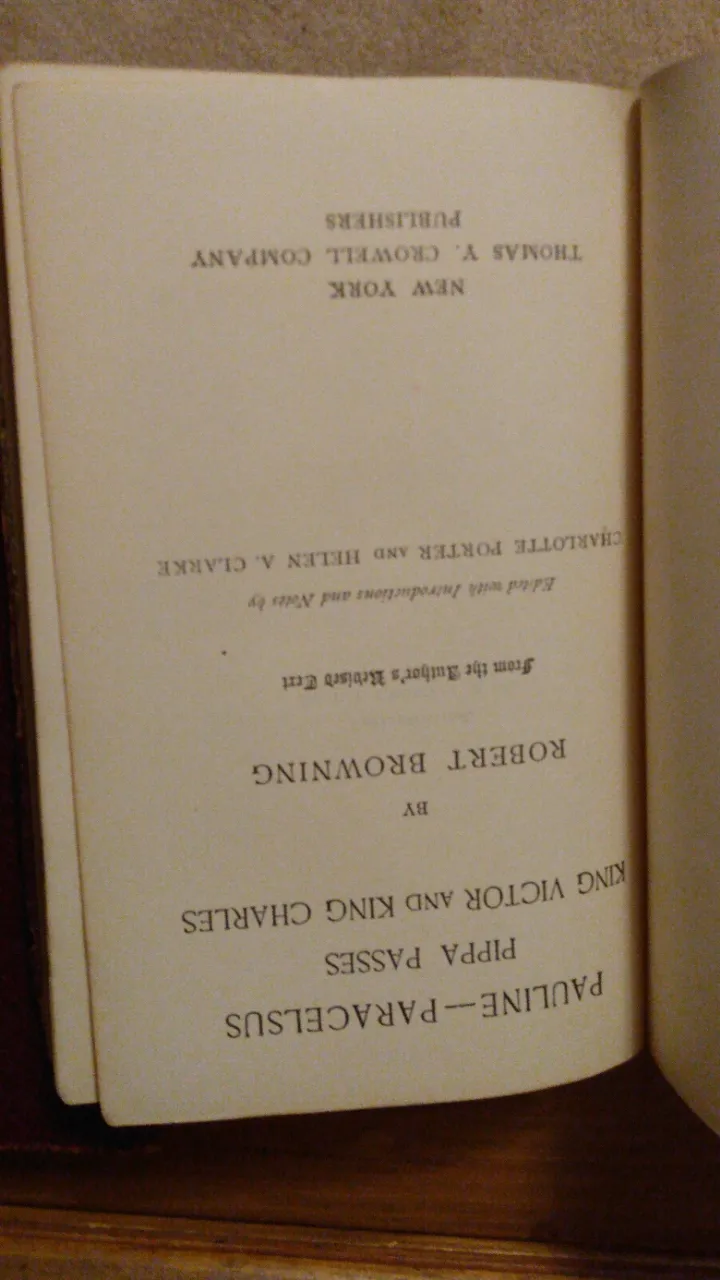 PAULINE—PARACELSUS
PIPPA PASSES
KING VICTOR AND KING CHARLES
BY
ROBERT BROWNING
From the Author's Revised Text
Edited with Introductions and Notes by
CHARLOTTE PORTER AND HELEN A. CLARKE
NEW YORK
THOMAS Y. CROWELL COMPANY
PUBLISHERS